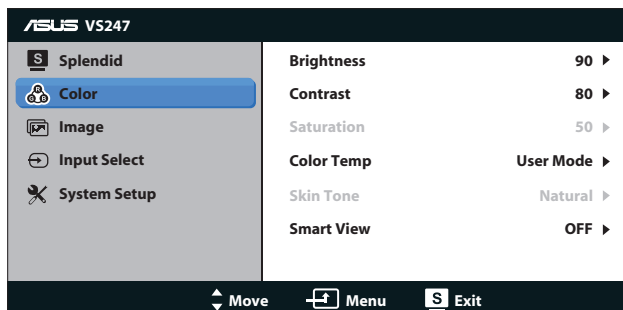 ASUS VS247
S Splendid
R G B Color
Image
Input Select
System Setup
Brightness 90
Contrast 80
Saturation 50
Color Temp User Mode
Skin Tone Natural
Smart View OFF
Move Menu S Exit